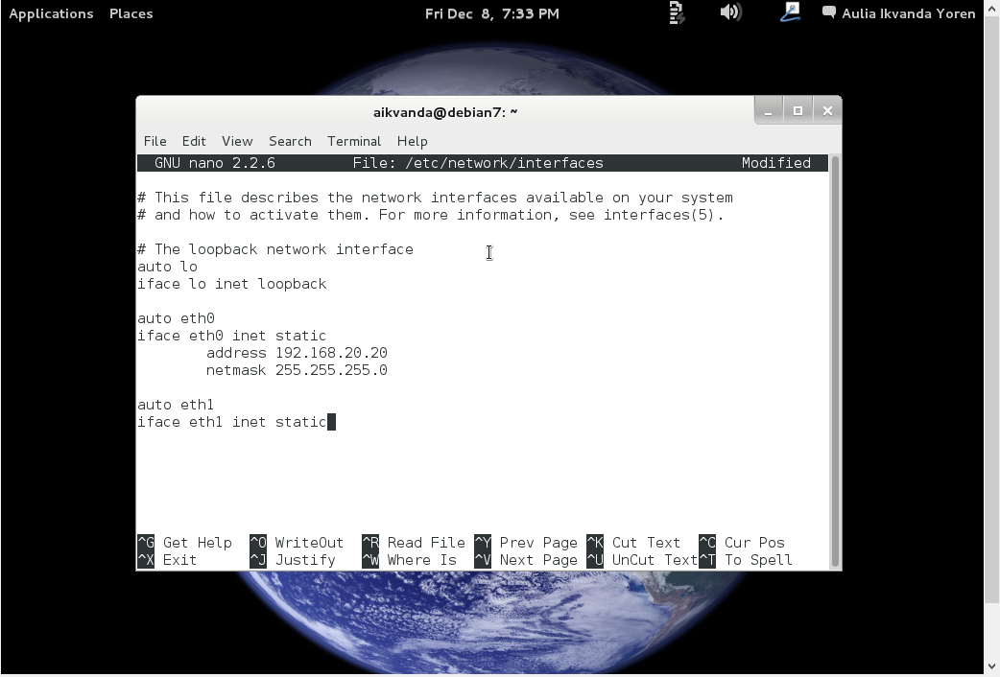 Applications Places Fri Dec 8, 7:33 PM Aulia Ikvanda Yoren
aikvanda@debian7: ~
File Edit View Search Terminal Help
GNU nano 2.2.6 File: /etc/network/interfaces Modified
# This file describes the network interfaces available on your system
# and how to activate them. For more information, see interfaces(5).
# The loopback network interface
auto lo
iface lo inet loopback
auto eth0
iface eth0 inet static
address 192.168.20.20
netmask 255.255.255.0
auto eth1
iface eth1 inet static
^G Get Help ^O WriteOut ^R Read File ^Y Prev Page ^K Cut Text ^C Cur Pos
^X Exit ^J Justify ^W Where Is ^V Next Page ^U UnCut Text ^T To Spell